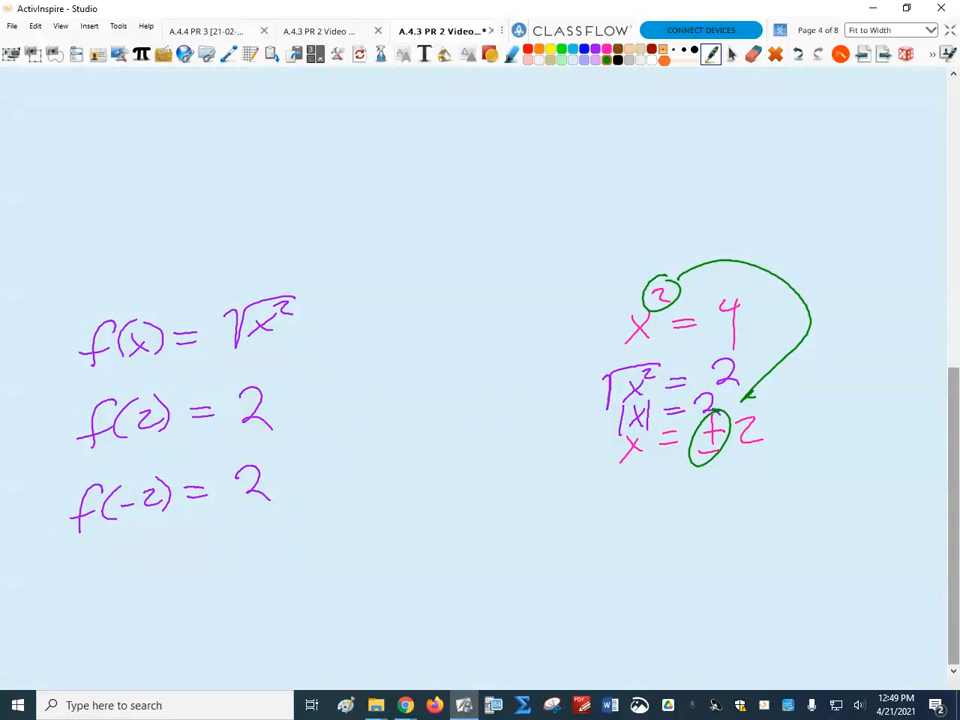 ActivInspire - Studio
File Edit View Insert Tools Help
A.4.4 PR 3 [21-02-...
A.4.3 PR 2 Video ...
A.4.3 PR 2 Video...*
CLASSFLOW
CONNECT DEVICES
Page 4 of 8
Fit to Width
f(x) = √x²
f(2) = 2
f(-2) = 2
x² = 4
√x² = 2
|x| = 2
x = ±2
Type here to search
12:49 PM
4/21/2021
2